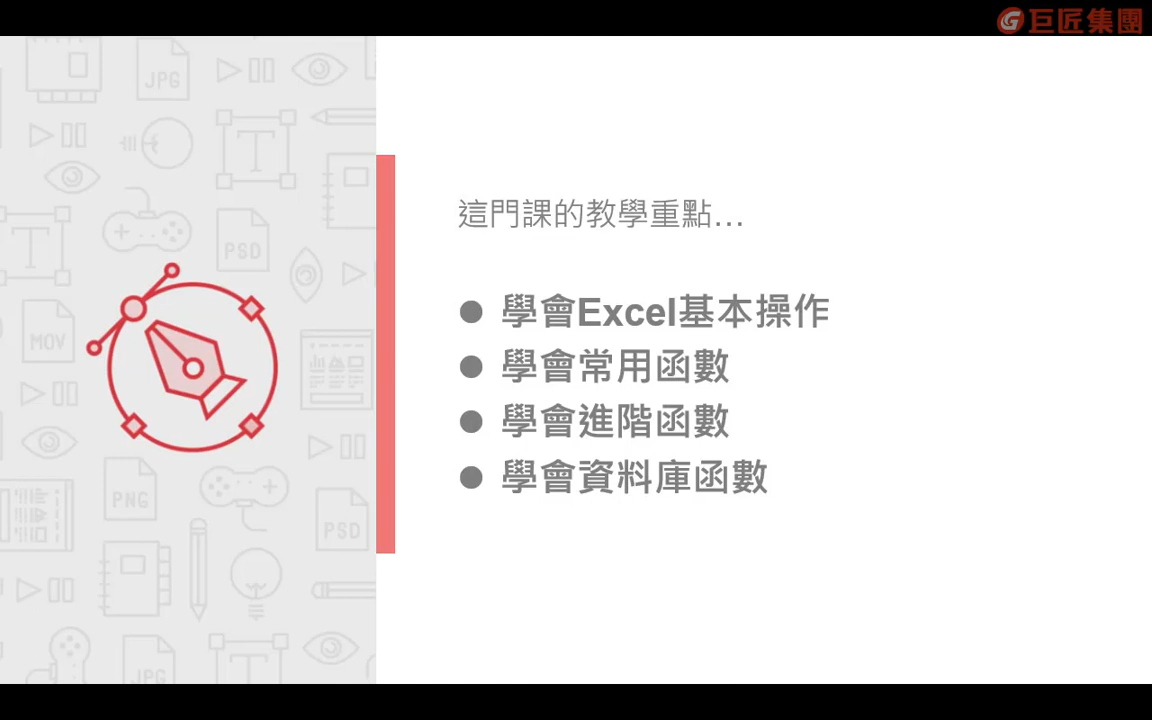 巨匠集團
JPG
T
這門課的教學重點...
T
PSD
● 學會Excel基本操作
MOV
● 學會常用函數
● 學會進階函數
● 學會資料庫函數
PNG
PSD
T
JPG